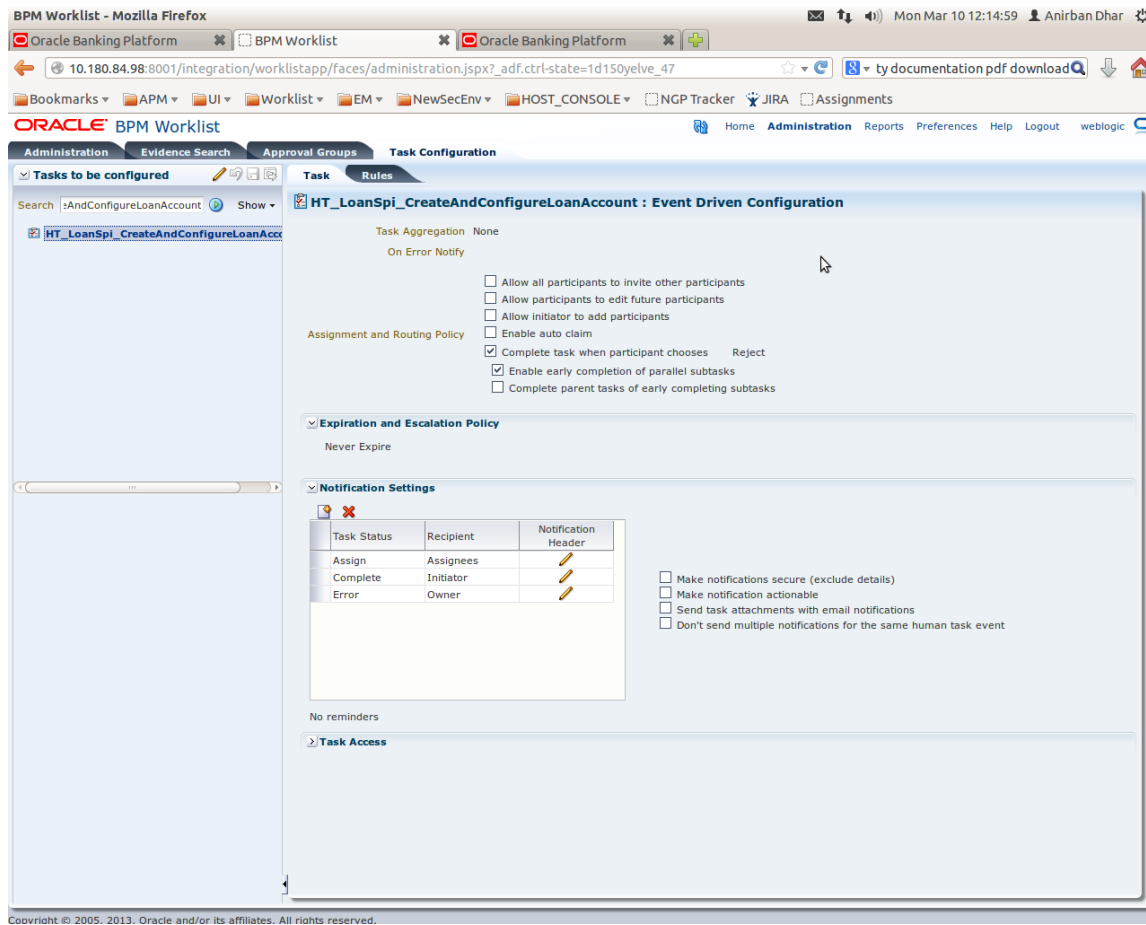 BPM Worklist - Mozilla Firefox
Mon Mar 10 12:14:59 Anirban Dhar
Oracle Banking Platform
BPM Worklist
Oracle Banking Platform
10.180.84.98:8001/integration/worklistapp/faces/administration.jspx?_adf.ctrl-state=1d150yelve_47
ty documentation pdf download
Bookmarks APM UI Worklist EM NewSecEnv HOST_CONSOLE NGP Tracker JIRA Assignments
ORACLE BPM Worklist
Home Administration Reports Preferences Help Logout weblogic
Administration Evidence Search Approval Groups Task Configuration
Tasks to be configured
Search AndConfigureLoanAccount Show
HT_LoanSpi_CreateAndConfigureLoanAcco
Task Rules
HT_LoanSpi_CreateAndConfigureLoanAccount : Event Driven Configuration
Task Aggregation None
On Error Notify
Assignment and Routing Policy
Allow all participants to invite other participants
Allow participants to edit future participants
Allow initiator to add participants
Enable auto claim
Complete task when participant chooses Reject
Enable early completion of parallel subtasks
Complete parent tasks of early completing subtasks
Expiration and Escalation Policy
Never Expire
Notification Settings
Task Status Recipient Notification Header
Assign Assignees
Complete Initiator
Error Owner
Make notifications secure (exclude details)
Make notification actionable
Send task attachments with email notifications
Don't send multiple notifications for the same human task event
No reminders
Task Access
Copyright © 2005, 2013, Oracle and/or its affiliates. All rights reserved.